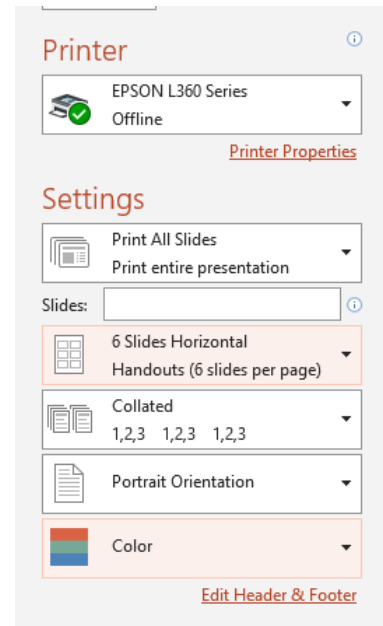 Printer
EPSON L360 Series
Offline
Printer Properties
Settings
Print All Slides
Print entire presentation
Slides:
6 Slides Horizontal
Handouts (6 slides per page)
Collated
1,2,3 1,2,3 1,2,3
Portrait Orientation
Color
Edit Header & Footer